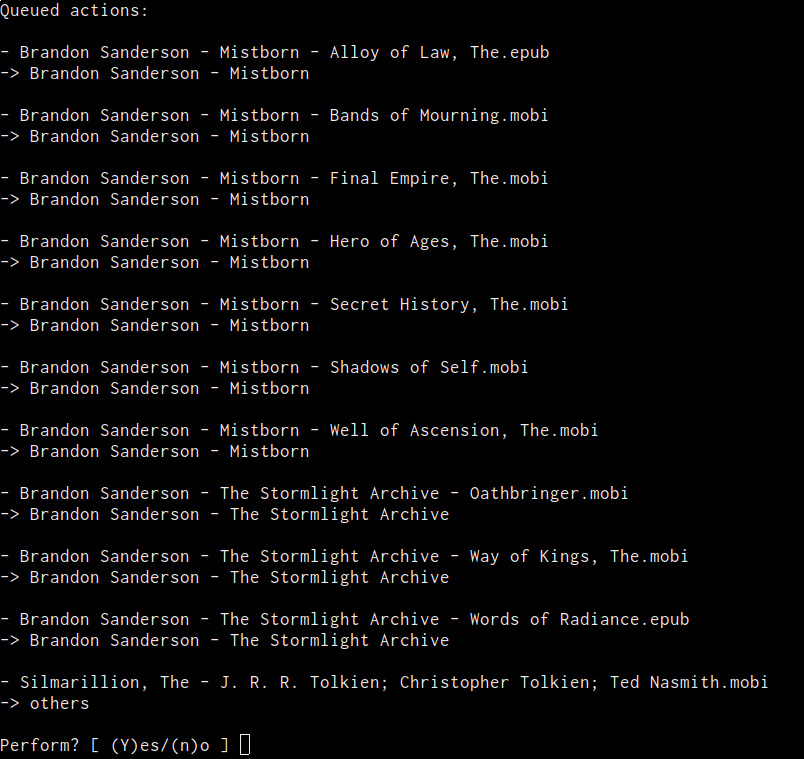 Queued actions:
- Brandon Sanderson - Mistborn - Alloy of Law, The.epub
-> Brandon Sanderson - Mistborn
- Brandon Sanderson - Mistborn - Bands of Mourning.mobi
-> Brandon Sanderson - Mistborn
- Brandon Sanderson - Mistborn - Final Empire, The.mobi
-> Brandon Sanderson - Mistborn
- Brandon Sanderson - Mistborn - Hero of Ages, The.mobi
-> Brandon Sanderson - Mistborn
- Brandon Sanderson - Mistborn - Secret History, The.mobi
-> Brandon Sanderson - Mistborn
- Brandon Sanderson - Mistborn - Shadows of Self.mobi
-> Brandon Sanderson - Mistborn
- Brandon Sanderson - Mistborn - Well of Ascension, The.mobi
-> Brandon Sanderson - Mistborn
- Brandon Sanderson - The Stormlight Archive - Oathbringer.mobi
-> Brandon Sanderson - The Stormlight Archive
- Brandon Sanderson - The Stormlight Archive - Way of Kings, The.mobi
-> Brandon Sanderson - The Stormlight Archive
- Brandon Sanderson - The Stormlight Archive - Words of Radiance.epub
-> Brandon Sanderson - The Stormlight Archive
- Silmarillion, The - J. R. R. Tolkien; Christopher Tolkien; Ted Nasmith.mobi
-> others
Perform? [ (Y)es/(n)o ]